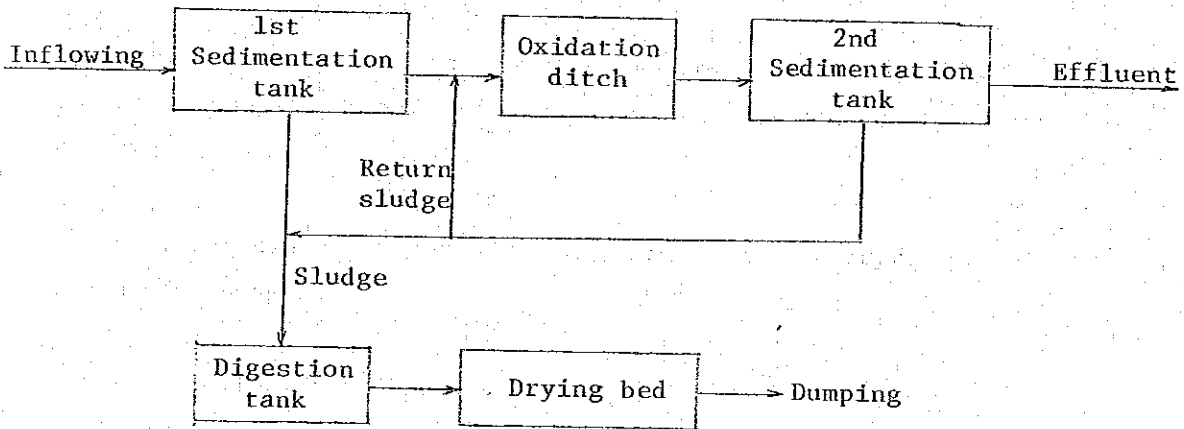 Inflowing
1st
Sedimentation
tank
Oxidation
ditch
2nd
Sedimentation
tank
Effluent
Return
sludge
Sludge
Digestion
tank
Drying bed
Dumping